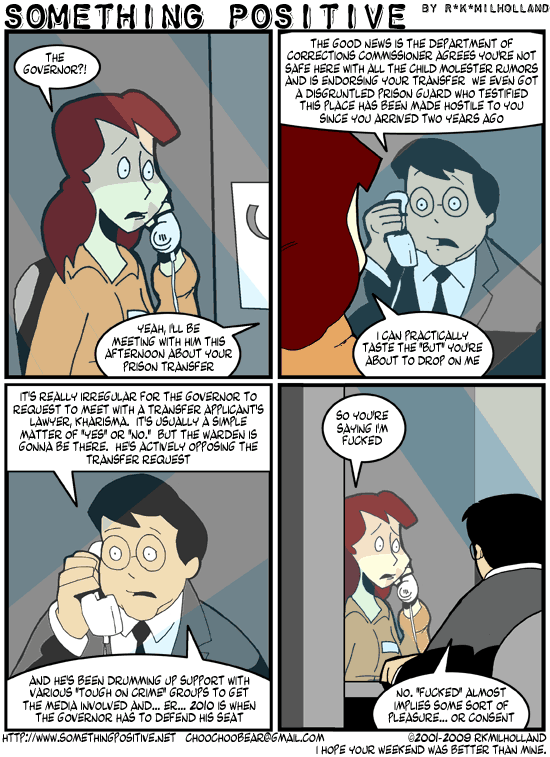 SOMETHING POSITIVE BY R*K*MILHOLLAND
THE
GOVERNOR?!
YEAH, I'LL BE
MEETING WITH HIM THIS
AFTERNOON ABOUT YOUR
PRISON TRANSFER
THE GOOD NEWS IS THE DEPARTMENT OF
CORRECTIONS COMMISSIONER AGREES YOU'RE NOT
SAFE HERE WITH ALL THE CHILD MOLESTER RUMORS
AND IS ENDORSING YOUR TRANSFER WE EVEN GOT
A DISGRUNTLED PRISON GUARD WHO TESTIFIED
THIS PLACE HAS BEEN MADE HOSTILE TO YOU
SINCE YOU ARRIVED TWO YEARS AGO
I CAN PRACTICALLY
TASTE THE "BUT" YOU'RE
ABOUT TO DROP ON ME
IT'S REALLY IRREGULAR FOR THE GOVERNOR TO
REQUEST TO MEET WITH A TRANSFER APPLICANT'S
LAWYER, KHARISMA. IT'S USUALLY A SIMPLE
MATTER OF "YES" OR "NO." BUT THE WARDEN IS
GONNA BE THERE. HE'S ACTIVELY OPPOSING THE
TRANSFER REQUEST
AND HE'S BEEN DRUMMING UP SUPPORT WITH
VARIOUS "TOUGH ON CRIME" GROUPS TO GET
THE MEDIA INVOLVED AND... ER... 2010 IS WHEN
THE GOVERNOR HAS TO DEFEND HIS SEAT
SO YOU'RE
SAYING I'M
FUCKED
NO. "FUCKED" ALMOST
IMPLIES SOME SORT OF
PLEASURE... OR CONSENT
HTTP://WWW.SOMETHINGPOSITIVE.NET CHOOCHOOBEAR@GMAIL.COM ©2001-2009 RKMILHOLLAND
I HOPE YOUR WEEKEND WAS BETTER THAN MINE.